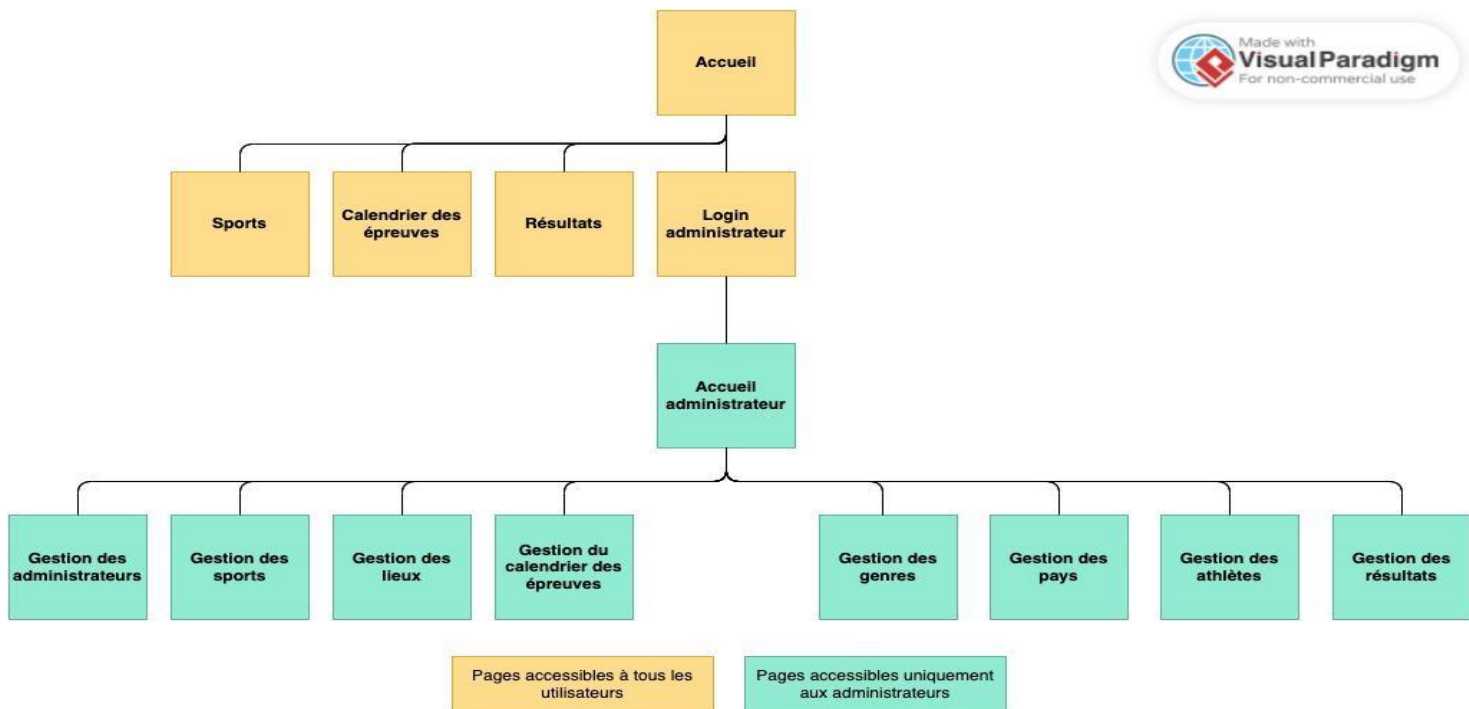 Accueil
Made with
Visual Paradigm
For non-commercial use
Sports
Calendrier des
épreuves
Résultats
Login
administrateur
Accueil
administrateur
Gestion des
administrateurs
Gestion des
sports
Gestion des
lieux
Gestion du
calendrier des
épreuves
Gestion des
genres
Gestion des
pays
Gestion des
athlètes
Gestion des
résultats
Pages accessibles à tous les
utilisateurs
Pages accessibles uniquement
aux administrateurs